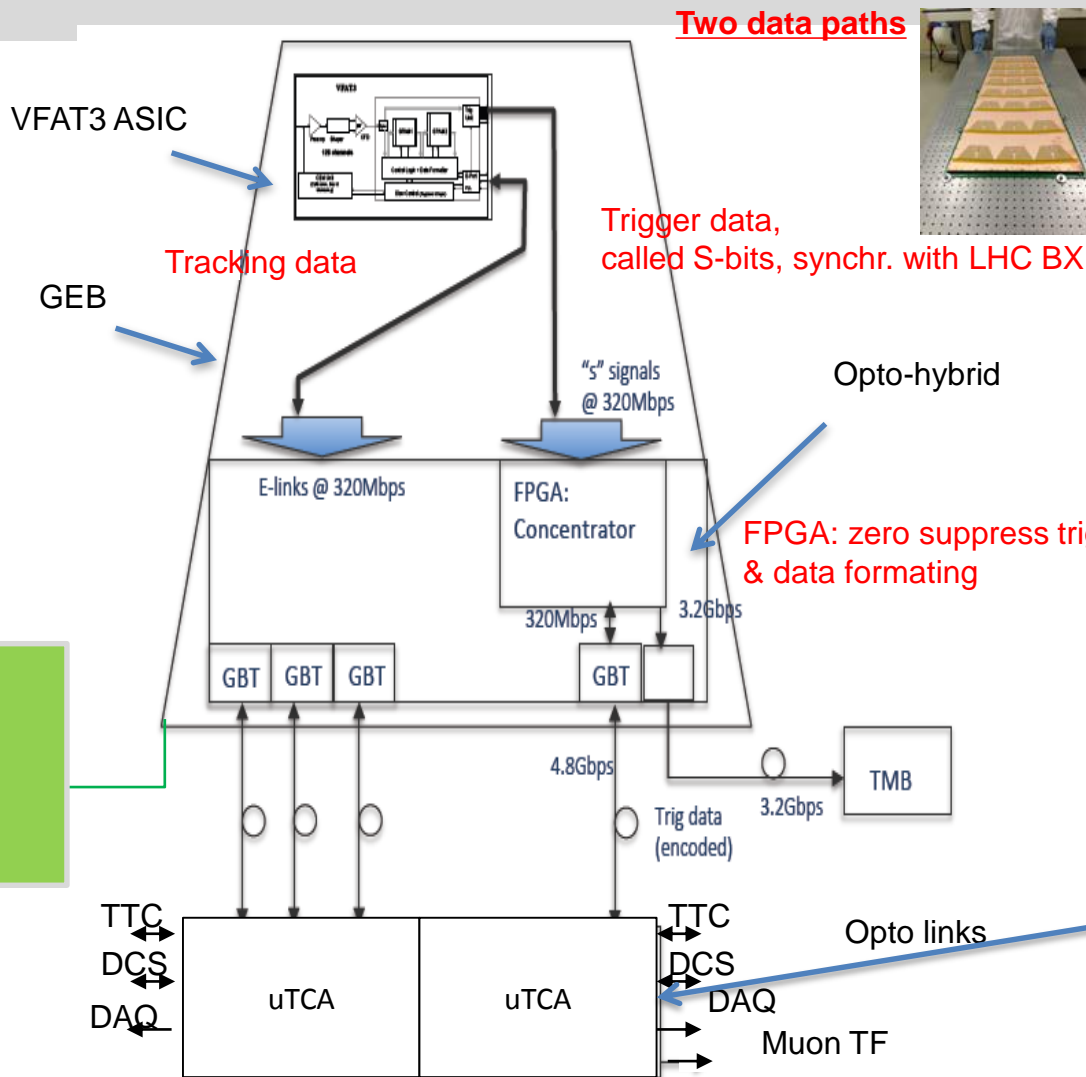 Two data paths
VFAT3 ASIC
VFAT3
Trigger data,
called S-bits, synchr. with LHC BX
Tracking data
GEB
"s" signals
@ 320Mbps
Opto-hybrid
E-links @ 320Mbps
FPGA:
Concentrator
FPGA: zero suppress
& data formating
320Mbps
3.2Gbps
GBT
GBT
GBT
GBT
4.8Gbps
TMB
3.2Gbps
Trig data
(encoded)
TTC
TTC
Opto links
DCS
DCS
uTCA
uTCA
DAQ
DAQ
Muon TF